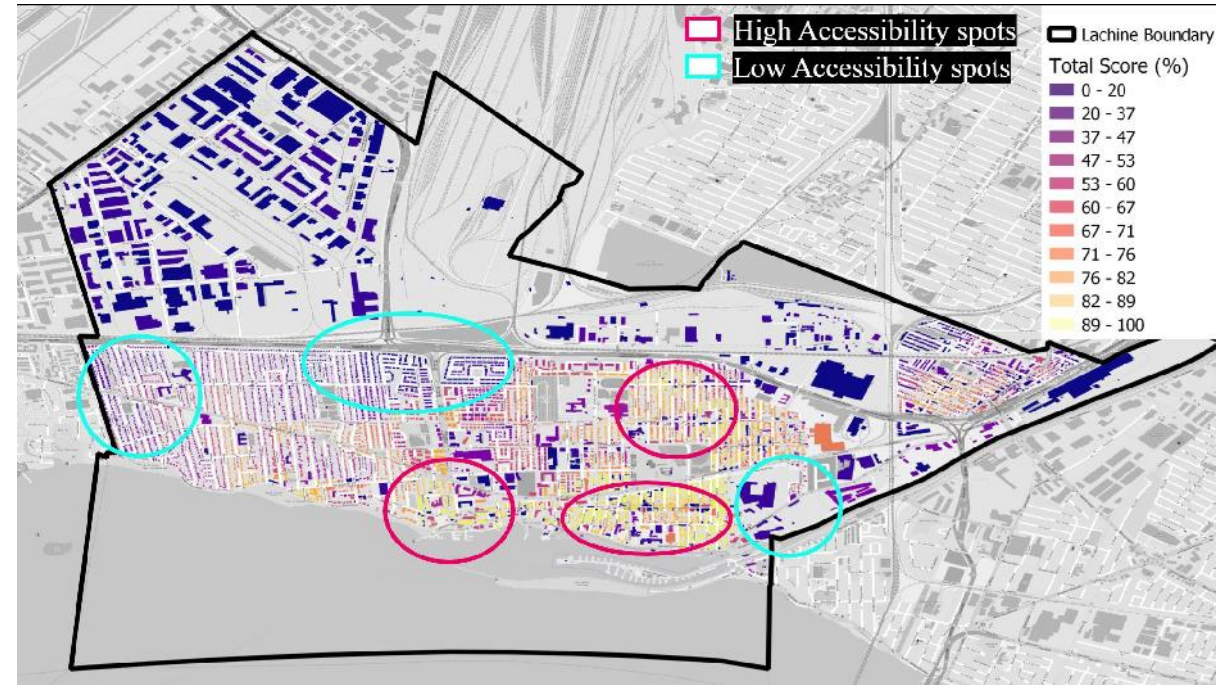 High Accessibility spots
Low Accessibility spots
Lachine Boundary
Total Score (%)
0 - 20
20 - 37
37 - 47
47 - 53
53 - 60
60 - 67
67 - 71
71 - 76
76 - 82
82 - 89
89 - 100